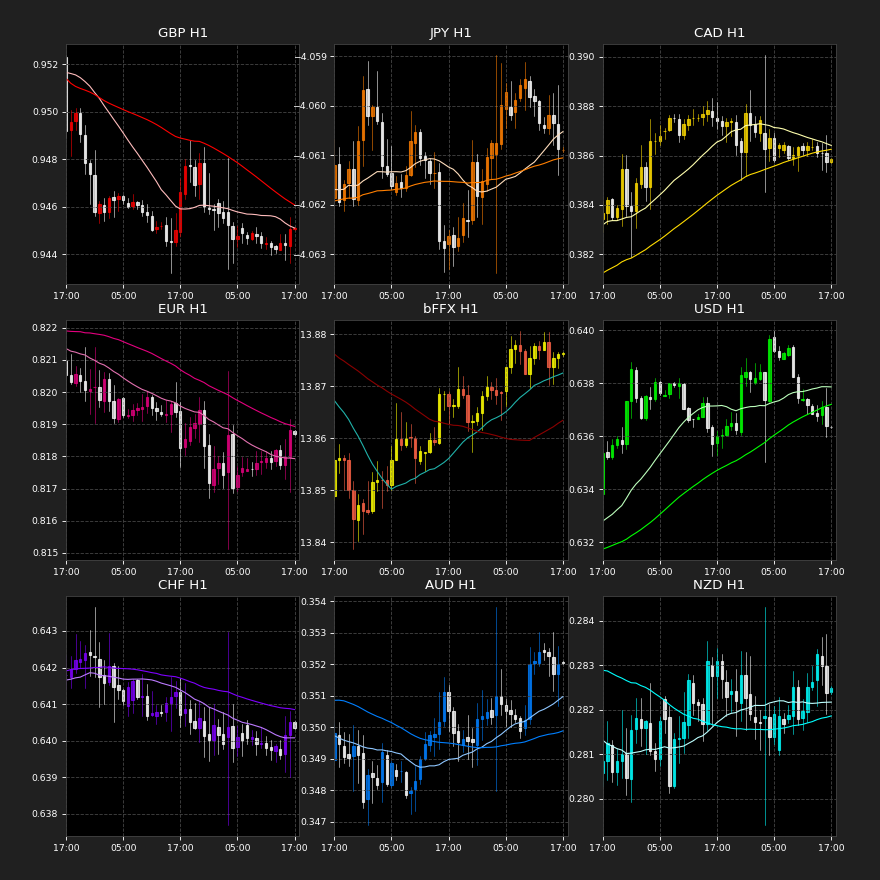 GBP H1
0.952
0.950
0.948
0.946
0.944
17:00 05:00 17:00 05:00 17:00
JPY H1
−4.059
−4.060
−4.061
−4.062
−4.063
17:00 05:00 17:00 05:00 17:00
CAD H1
0.390
0.388
0.386
0.384
0.382
17:00 05:00 17:00 05:00 17:00
EUR H1
0.822
0.821
0.820
0.819
0.818
0.817
0.816
0.815
17:00 05:00 17:00 05:00 17:00
bFFX H1
13.88
13.87
13.86
13.85
13.84
17:00 05:00 17:00 05:00 17:00
USD H1
0.640
0.638
0.636
0.634
0.632
17:00 05:00 17:00 05:00 17:00
CHF H1
0.643
0.642
0.641
0.640
0.639
0.638
17:00 05:00 17:00 05:00 17:00
AUD H1
0.354
0.353
0.352
0.351
0.350
0.349
0.348
0.347
17:00 05:00 17:00 05:00 17:00
NZD H1
0.284
0.283
0.282
0.281
0.280
17:00 05:00 17:00 05:00 17:00